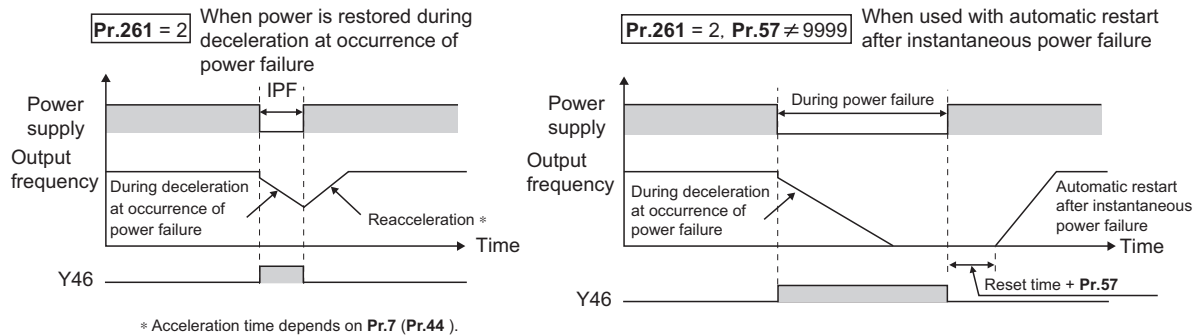 Pr.261 = 2
When power is restored during
deceleration at occurrence of
power failure
IPF
Power
supply
Output
frequency
During deceleration
at occurrence of
power failure
Reacceleration *
Time
Y46
* Acceleration time depends on Pr.7 (Pr.44 ).
Pr.261 = 2, Pr.57 ≠ 9999
When used with automatic restart
after instantaneous power failure
During power failure
Power
supply
Output
frequency
During deceleration
at occurrence of
power failure
Automatic restart
after instantaneous
power failure
Time
Reset time + Pr.57
Y46